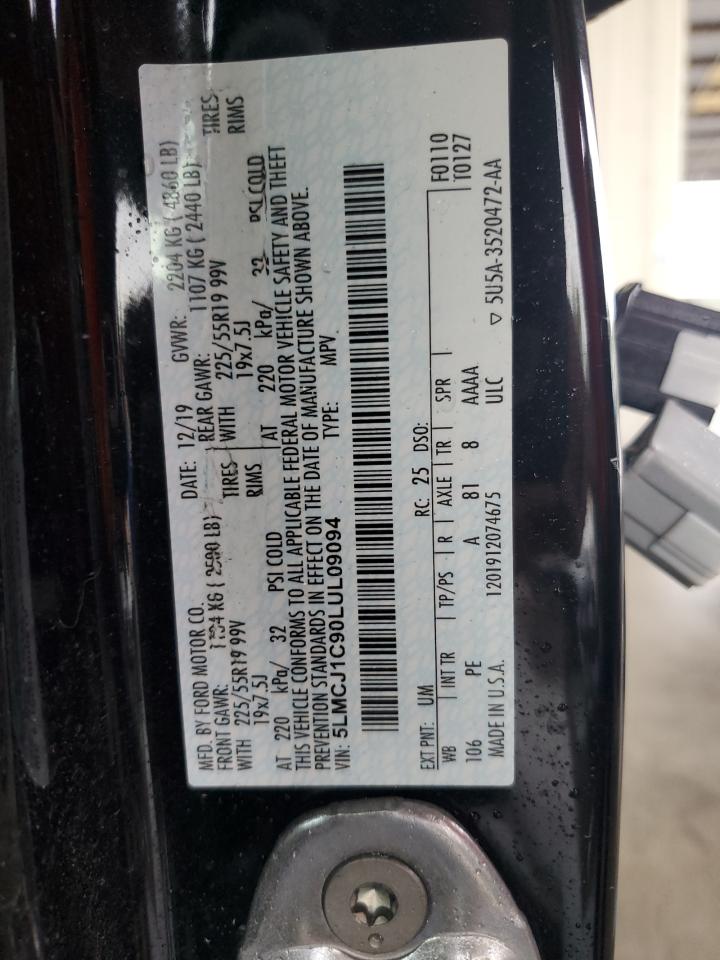 MFD. BY FORD MOTOR CO.
DATE: 12/19 GVWR: 2204 KG ( 4860 LB)
FRONT GAWR: KG ( LB) REAR GAWR: 1107 KG ( 2440 LB)
WITH 225/55R19 99V TIRES WITH 225/55R19 99V TIRES
19x7.5J RIMS 19x7.5J RIMS
AT 220 kPa/ 32 PSI COLD AT 220 kPa/ 32 PSI COLD
THIS VEHICLE CONFORMS TO ALL APPLICABLE FEDERAL MOTOR VEHICLE SAFETY AND THEFT
PREVENTION STANDARDS IN EFFECT ON THE DATE OF MANUFACTURE SHOWN ABOVE.
VIN: 5LMCJ1C90LUL09094 TYPE: MPV
F0110
T0127
EXT PNT: UM RC: 25 DSO:
WB INT TR TP/PS R AXLE TR SPR
106 PE A 81 8 AAAA
MADE IN U.S.A. 1201912074675 ULC ▽ 5U5A-3520472-AA